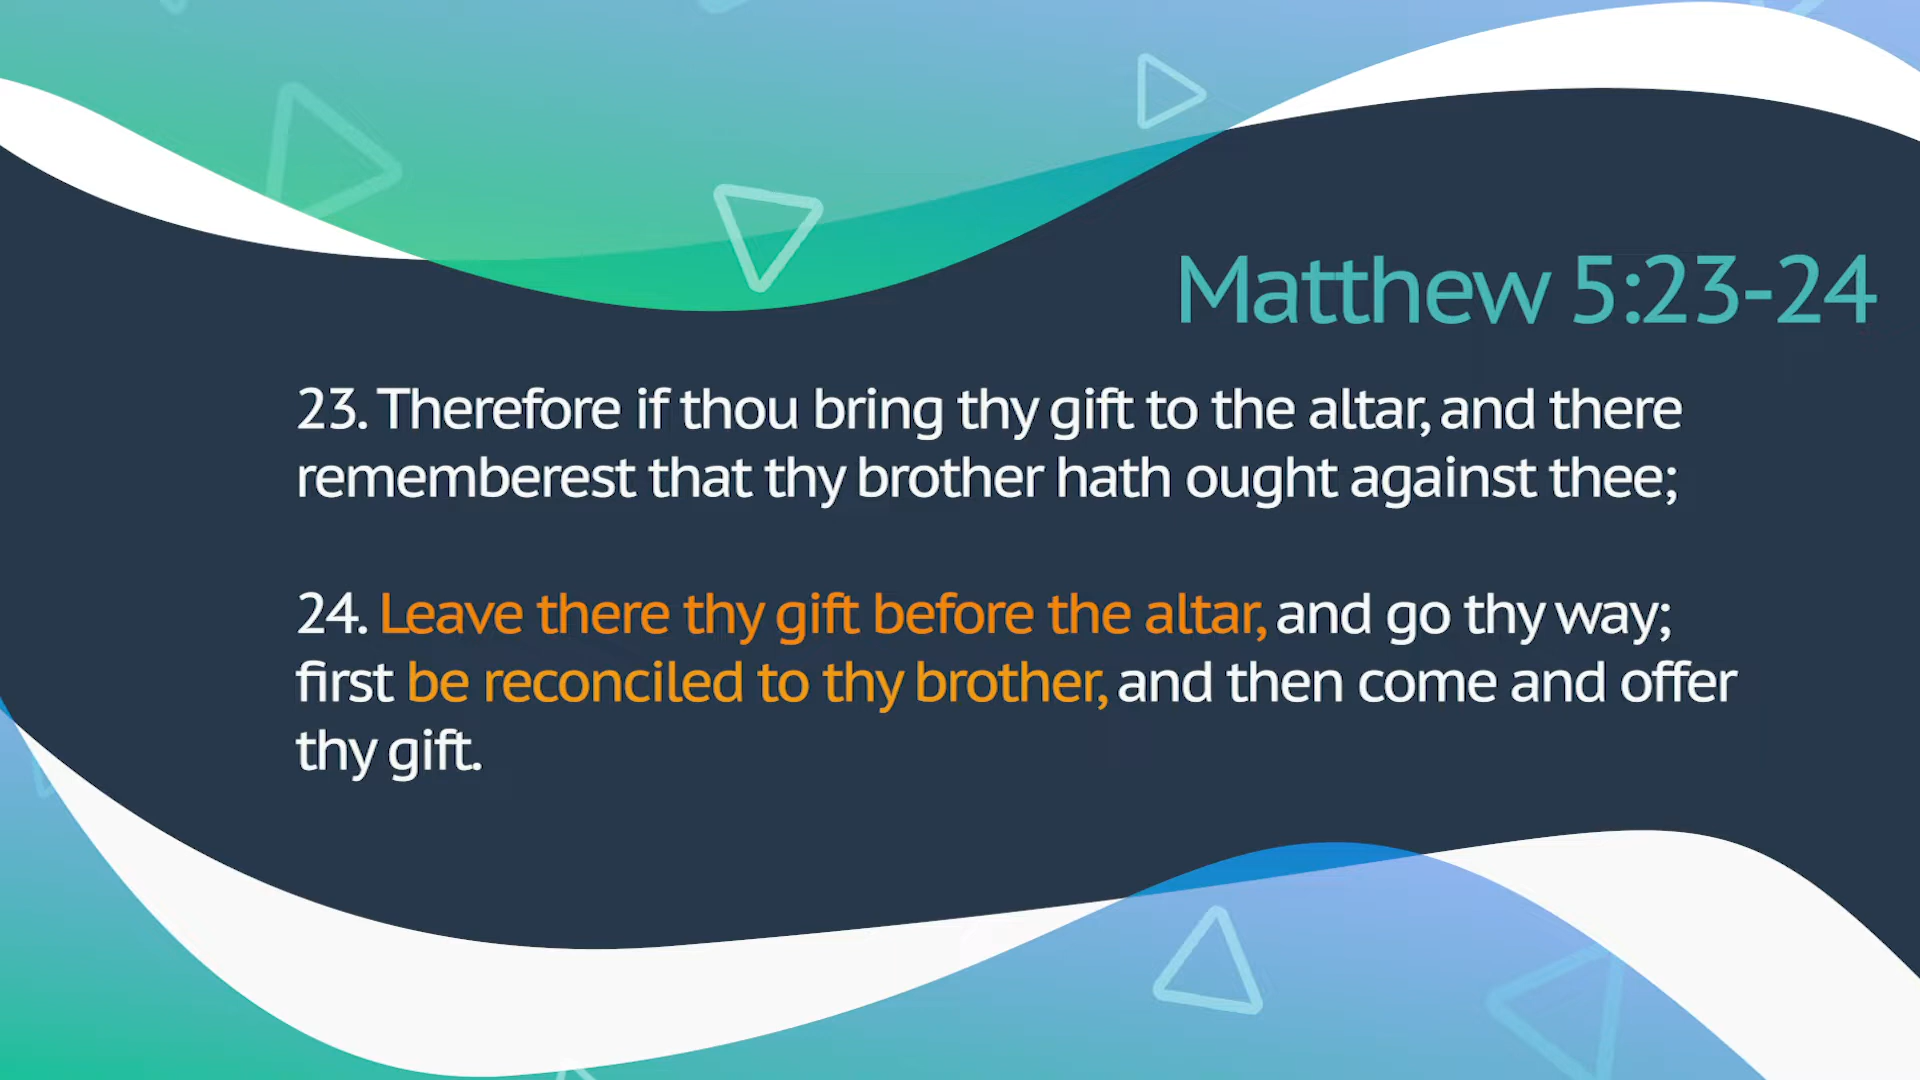 Matthew 5:23-24
23. Therefore if thou bring thy gift to the altar, and there
rememberest that thy brother hath ought against thee;
24. Leave there thy gift before the altar, and go thy way;
first be reconciled to thy brother, and then come and offer
thy gift.